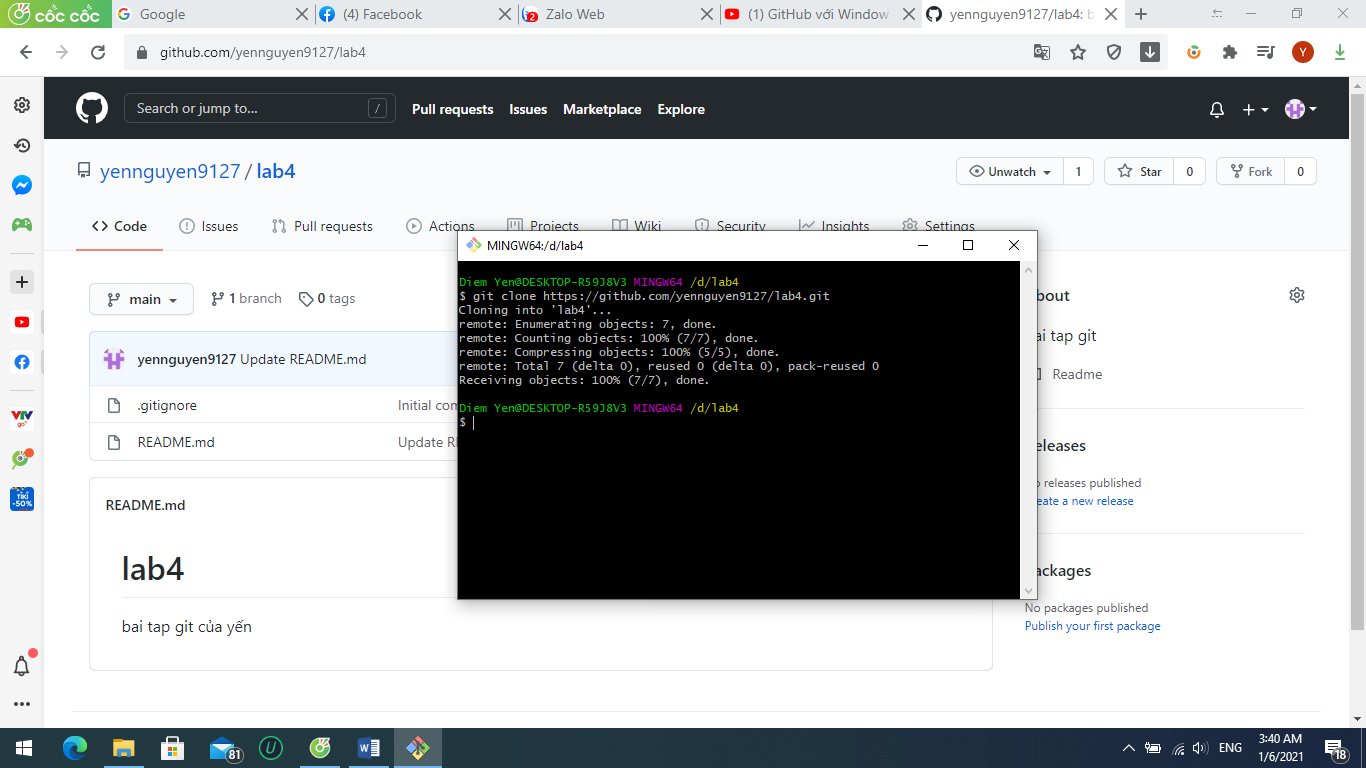 cốc cốc
Google
(4) Facebook
2
Zalo Web
(1) GitHub với Window
yennguyen9127/lab4: b
github.com/yennguyen9127/lab4
Y
Search or jump to...
/
Pull requests
Issues
Marketplace
Explore
yennguyen9127 / lab4
Unwatch
1
Star
0
Fork
0
Code
Issues
Pull requests
Actions
Projects
Wiki
Security
Insights
Settings
MINGW64:/d/lab4
Diem Yen@DESKTOP-R59J8V3 MINGW64 /d/lab4
$ git clone https://github.com/yennguyen9127/lab4.git
Cloning into 'lab4'...
remote: Enumerating objects: 7, done.
remote: Counting objects: 100% (7/7), done.
remote: Compressing objects: 100% (5/5), done.
remote: Total 7 (delta 0), reused 0 (delta 0), pack-reused 0
Receiving objects: 100% (7/7), done.
Diem Yen@DESKTOP-R59J8V3 MINGW64 /d/lab4
$
main
1 branch
0 tags
yennguyen9127 Update README.md
.gitignore
Initial com
README.md
Update RE
README.md
lab4
bai tap git của yến
bout
ai tap git
Readme
eleases
o releases published
eate a new release
ackages
No packages published
Publish your first package
VTV
go
TIKI
-50%
81
ENG
3:40 AM
1/6/2021
18